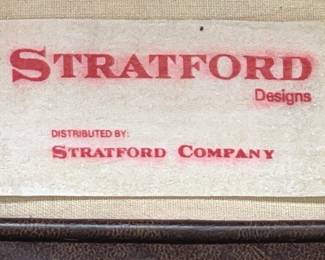 STRATFORD
Designs
DISTRIBUTED BY:
STRATFORD COMPANY